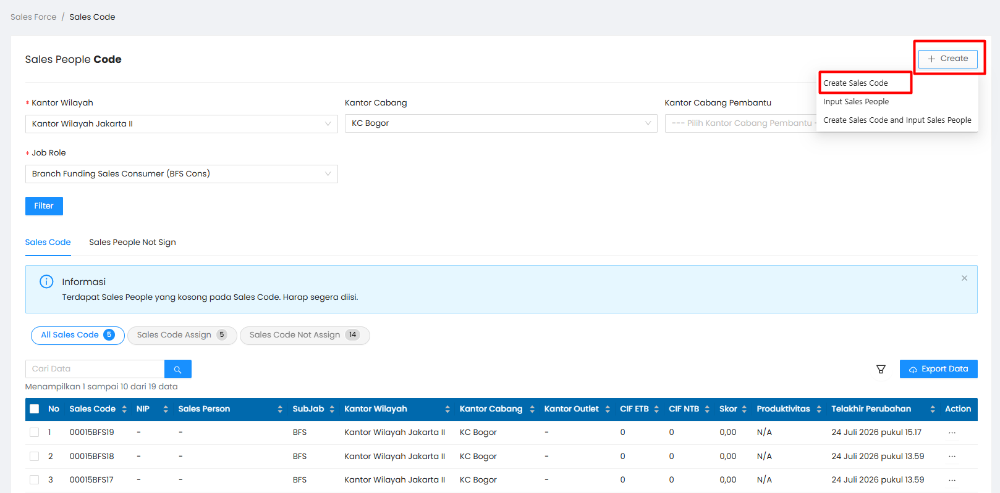 Sales Force / Sales Code
Sales People Code
+ Create
Create Sales Code
Input Sales People
Create Sales Code and Input Sales People
* Kantor Wilayah
Kantor Cabang
Kantor Cabang Pembantu
Kantor Wilayah Jakarta II
KC Bogor
--- Pilih Kantor Cabang Pembantu -
* Job Role
Branch Funding Sales Consumer (BFS Cons)
Filter
Sales Code Sales People Not Sign
Informasi
Terdapat Sales People yang kosong pada Sales Code. Harap segera diisi.
All Sales Code 5 Sales Code Assign 5 Sales Code Not Assign 14
Cari Data
Export Data
Menampilkan 1 sampai 10 dari 19 data
No Sales Code NIP Sales Person SubJab Kantor Wilayah Kantor Cabang Kantor Outlet CIF ETB CIF NTB Skor Produktivitas Telakhir Perubahan Action
1 00015BFS19 - - BFS Kantor Wilayah Jakarta II KC Bogor - 0 0 0,00 N/A 24 Juli 2026 pukul 15.17 ...
2 00015BFS18 - - BFS Kantor Wilayah Jakarta II KC Bogor - 0 0 0,00 N/A 24 Juli 2026 pukul 13.59 ...
3 00015BFS17 - - BFS Kantor Wilayah Jakarta II KC Bogor - 0 0 0,00 N/A 24 Juli 2026 pukul 13.59 ...